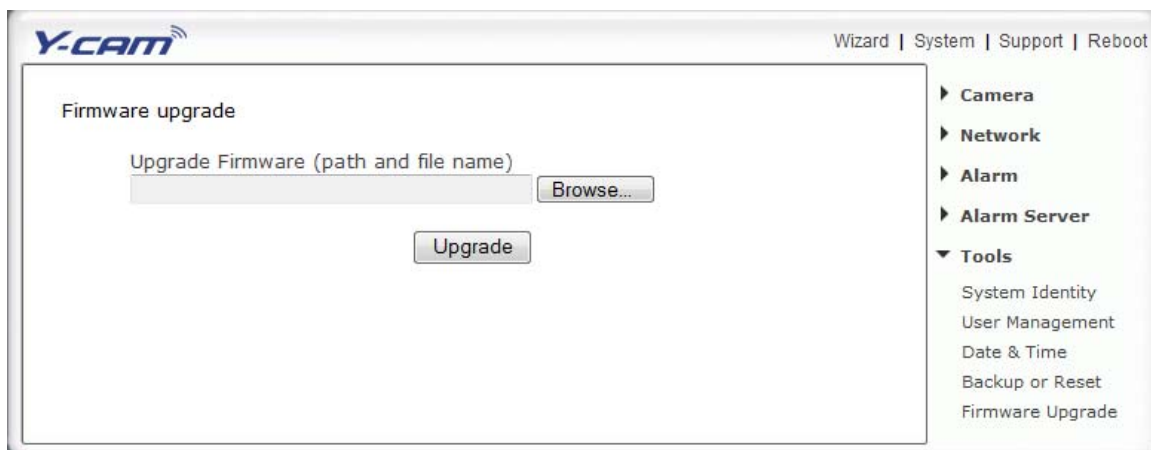 Y-cam
Wizard | System | Support | Reboot
Firmware upgrade
Upgrade Firmware (path and file name)
Browse...
Upgrade
Camera
Network
Alarm
Alarm Server
Tools
System Identity
User Management
Date & Time
Backup or Reset
Firmware Upgrade